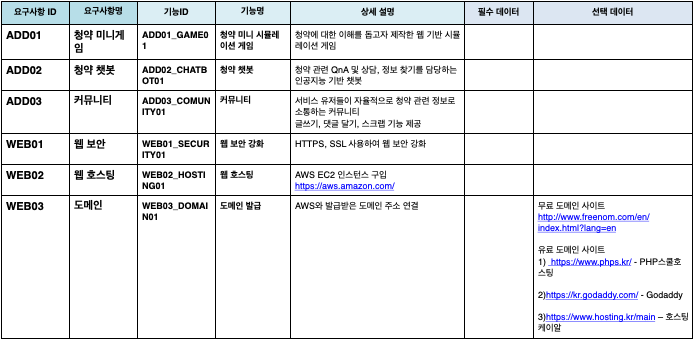 요구사항 ID 요구사항명 기능ID 기능명 상세 설명 필수 데이터 선택 데이터
ADD01 청약 미니게임 ADD01_GAME01 청약 미니 시뮬레이션 게임 청약에 대한 이해를 돕고자 제작한 웹 기반 시뮬레이션 게임
ADD02 청약 챗봇 ADD02_CHATBOT01 청약 챗봇 청약 관련 QnA 및 상담, 정보 찾기를 담당하는 인공지능 기반 챗봇
ADD03 커뮤니티 ADD03_COMUNITY01 커뮤니티 서비스 유저들이 자율적으로 청약 관련 정보로 소통하는 커뮤니티
글쓰기, 댓글 달기, 스크랩 기능 제공
WEB01 웹 보안 WEB01_SECURITY01 웹 보안 강화 HTTPS, SSL 사용하여 웹 보안 강화
WEB02 웹 호스팅 WEB02_HOSTING01 웹 호스팅 AWS EC2 인스턴스 구입
https://aws.amazon.com/
WEB03 도메인 WEB03_DOMAIN01 도메인 발급 AWS와 발급받은 도메인 주소 연결
무료 도메인 사이트
http://www.freenom.com/en/
index.html?lang=en
유료 도메인 사이트
1) https://www.phps.kr/ - PHP스쿨호스팅
2)https://kr.godaddy.com/ - Godaddy
3)https://www.hosting.kr/main – 호스팅케이알